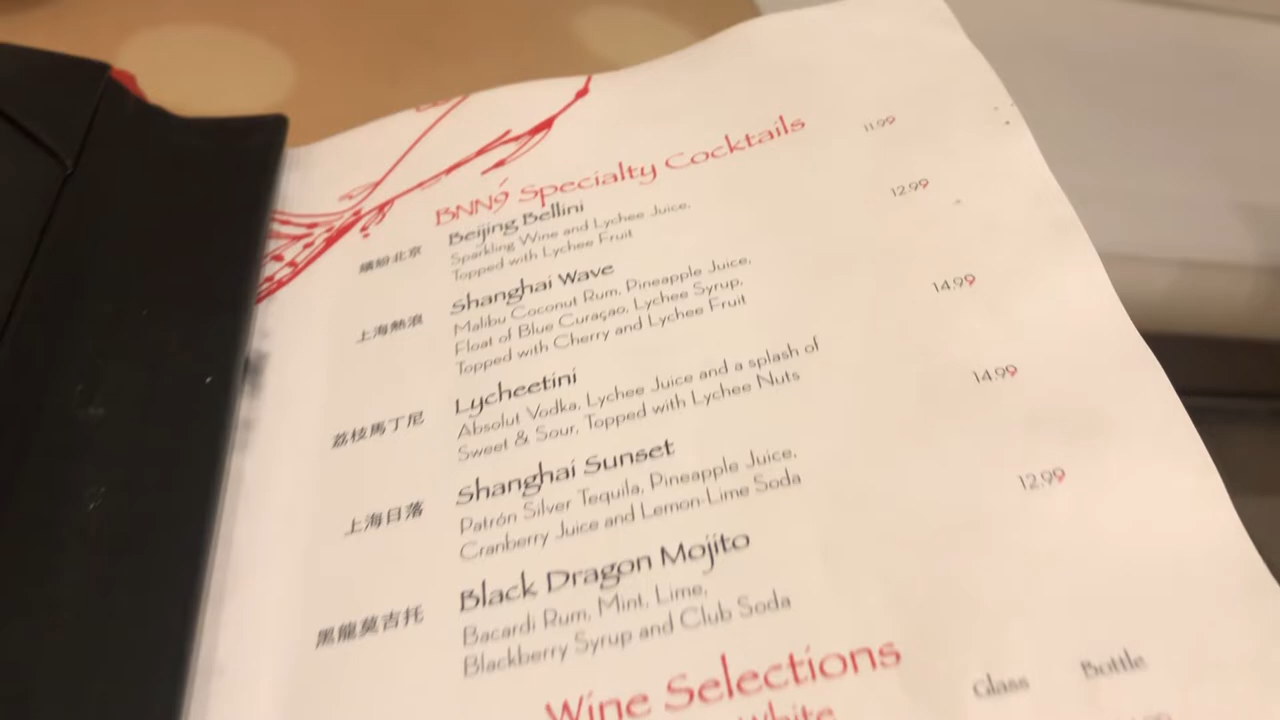 BNN9 Specialty Cocktails
繽紛北京 Beijing Bellini 11.99
Sparkling Wine and Lychee Juice,
Topped with Lychee Fruit
上海熱浪 Shanghai Wave 12.99
Malibu Coconut Rum, Pineapple Juice,
Float of Blue Curaçao, Lychee Syrup,
Topped with Cherry and Lychee Fruit
荔枝馬丁尼 Lycheetini 14.99
Absolut Vodka, Lychee Juice and a splash of
Sweet & Sour, Topped with Lychee Nuts
上海日落 Shanghai Sunset 14.99
Patrón Silver Tequila, Pineapple Juice,
Cranberry Juice and Lemon-Lime Soda
黑龍莫吉托 Black Dragon Mojito 12.99
Bacardi Rum, Mint, Lime,
Blackberry Syrup and Club Soda
Wine Selections
White Glass Bottle